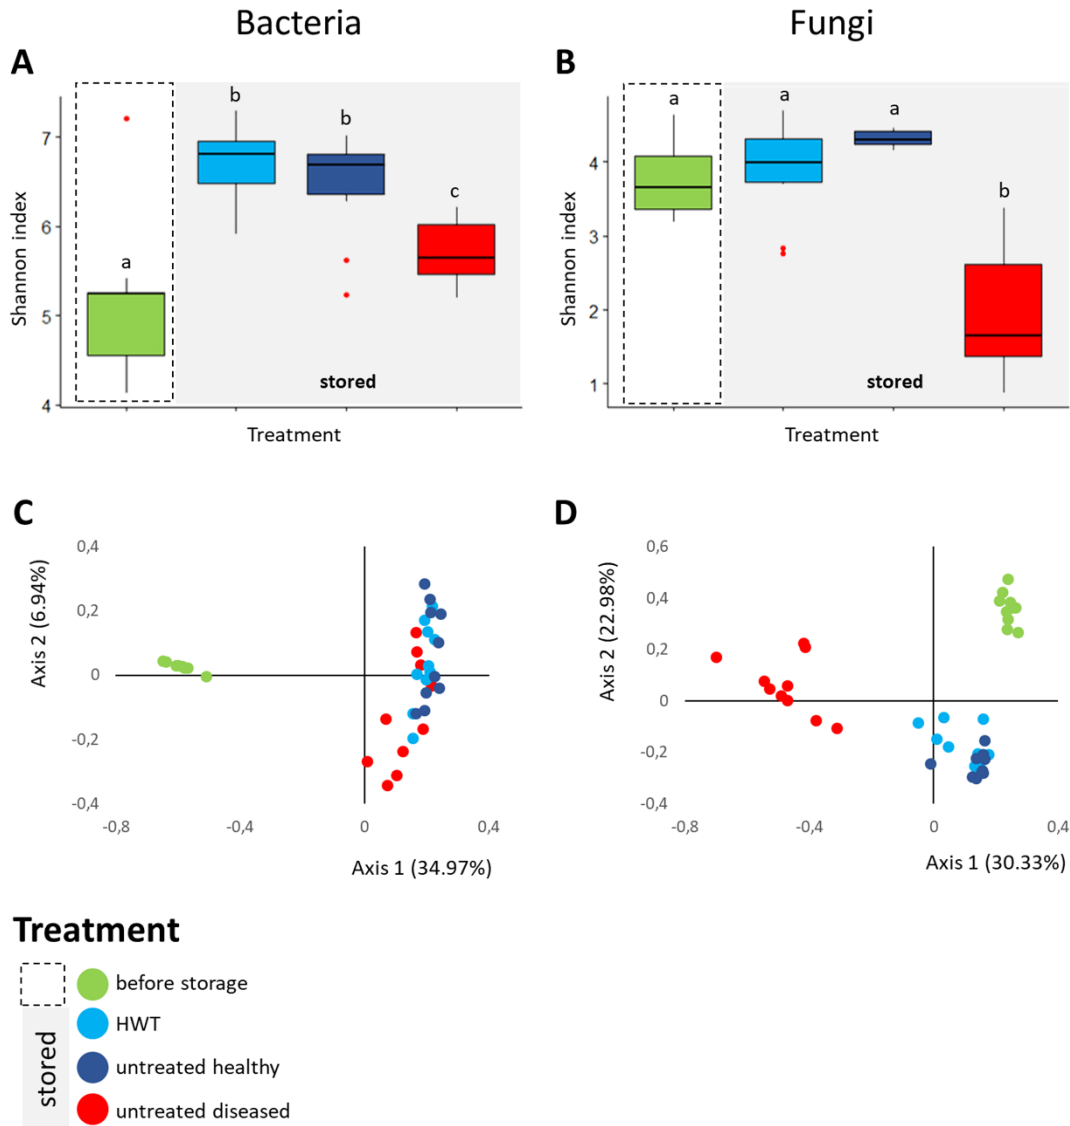 Bacteria
Fungi
A
B
Shannon index
7
6
5
4
a
b
b
c
stored
Treatment
Shannon index
4
3
2
1
a
a
a
b
stored
Treatment
C
D
Axis 2 (6.94%)
0,4
0,2
0
-0,2
-0,4
-0,8
-0,4
0
0,4
Axis 1 (34.97%)
Axis 2 (22.98%)
0,6
0,4
0,2
0
-0,2
-0,4
-0,8
-0,4
0
0,4
Axis 1 (30.33%)
Treatment
before storage
stored
HWT
untreated healthy
untreated diseased